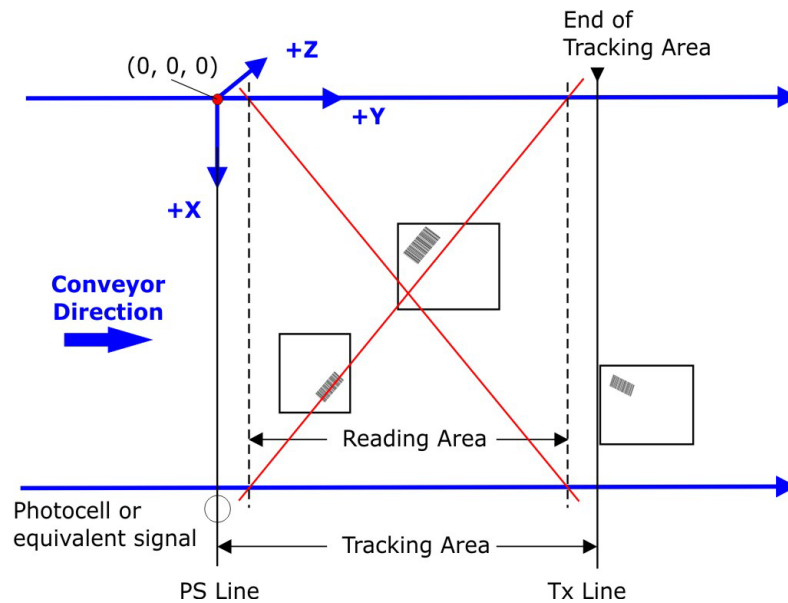 End of
Tracking Area
+Z
(0, 0, 0)
+Y
+X
Conveyor
Direction
Reading Area
Photocell or
equivalent signal
Tracking Area
PS Line
Tx Line